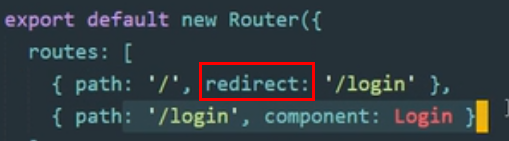 export default new Router({
routes: [
{ path: '/', redirect: '/login' },
{ path: '/login', component: Login }